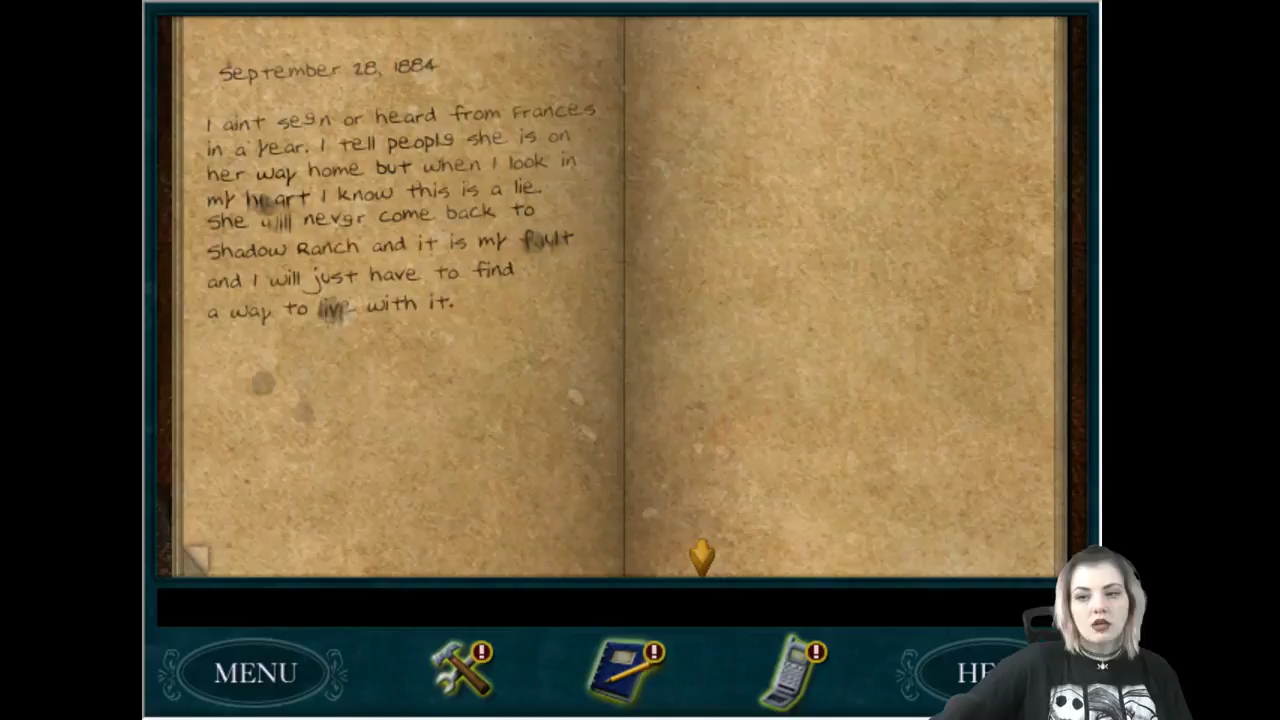 September 28, 1884
I aint seen or heard from Frances
in a year. I tell people she is on
her way home but when I look in
my heart I know this is a lie.
She will never come back to
Shadow Ranch and it is my fault
and I will just have to find
a way to live with it.
MENU
HE